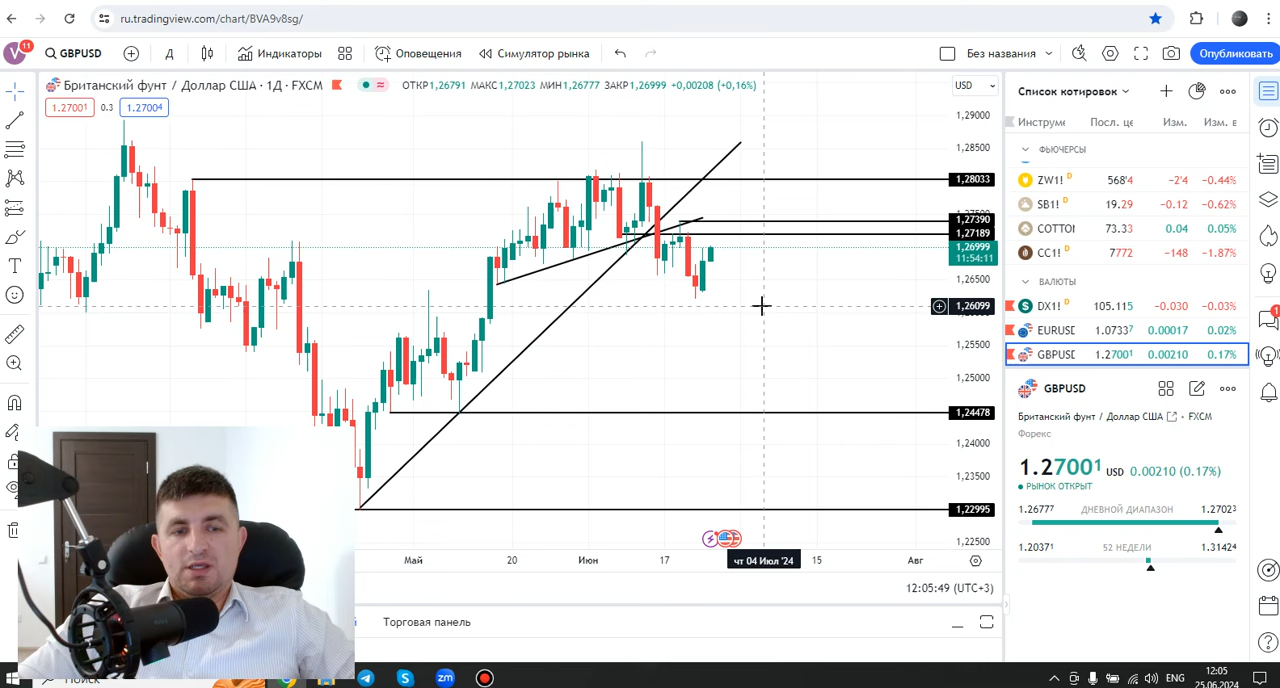 ru.tradingview.com/chart/BVA9v8sg/
V 11 GBPUSD Д Индикаторы Оповещения Симулятор рынка Без названия Опубликовать
Британский фунт / Доллар США · 1Д · FXCM ОТКР1,26791 МАКС1,27023 МИН1,26777 ЗАКР1,26999 +0,00208 (+0,16%)
USD
1.27001 0.3 1.27004
1,29000
1,28500
1,28033
1,27390
1,27189
1,26999
11:54:11
1,26500
1,26099
1,25500
1,25000
1,24478
1,24000
1,23500
1,22995
1,22500
Май 20 Июн 17 чт 04 Июл '24 15 Авг
12:05:49 (UTC+3)
Торговая панель
Список котировок
Инструме Посл. це Изм. Изм. в
ФЬЮЧЕРСЫ
ZW1! D 568'4 −2'4 −0.44%
SB1! D 19.29 −0.12 −0.62%
COTTO 73.33 0.04 0.05%
CC1! D 7772 −148 −1.87%
ВАЛЮТЫ
DX1! D 105.115 −0.030 −0.03%
EURUSD 1.07337 0.00017 0.02%
GBPUSD 1.27001 0.00210 0.17%
GBPUSD
Британский фунт / Доллар США · FXCM
Форекс
1.27001 USD 0.00210 (0.17%)
РЫНОК ОТКРЫТ
1.26777 ДНЕВНОЙ ДИАПАЗОН 1.27023
1.20371 52 НЕДЕЛИ 1.31424
1
Поиск
S zm
ENG
12:05
25.06.2024